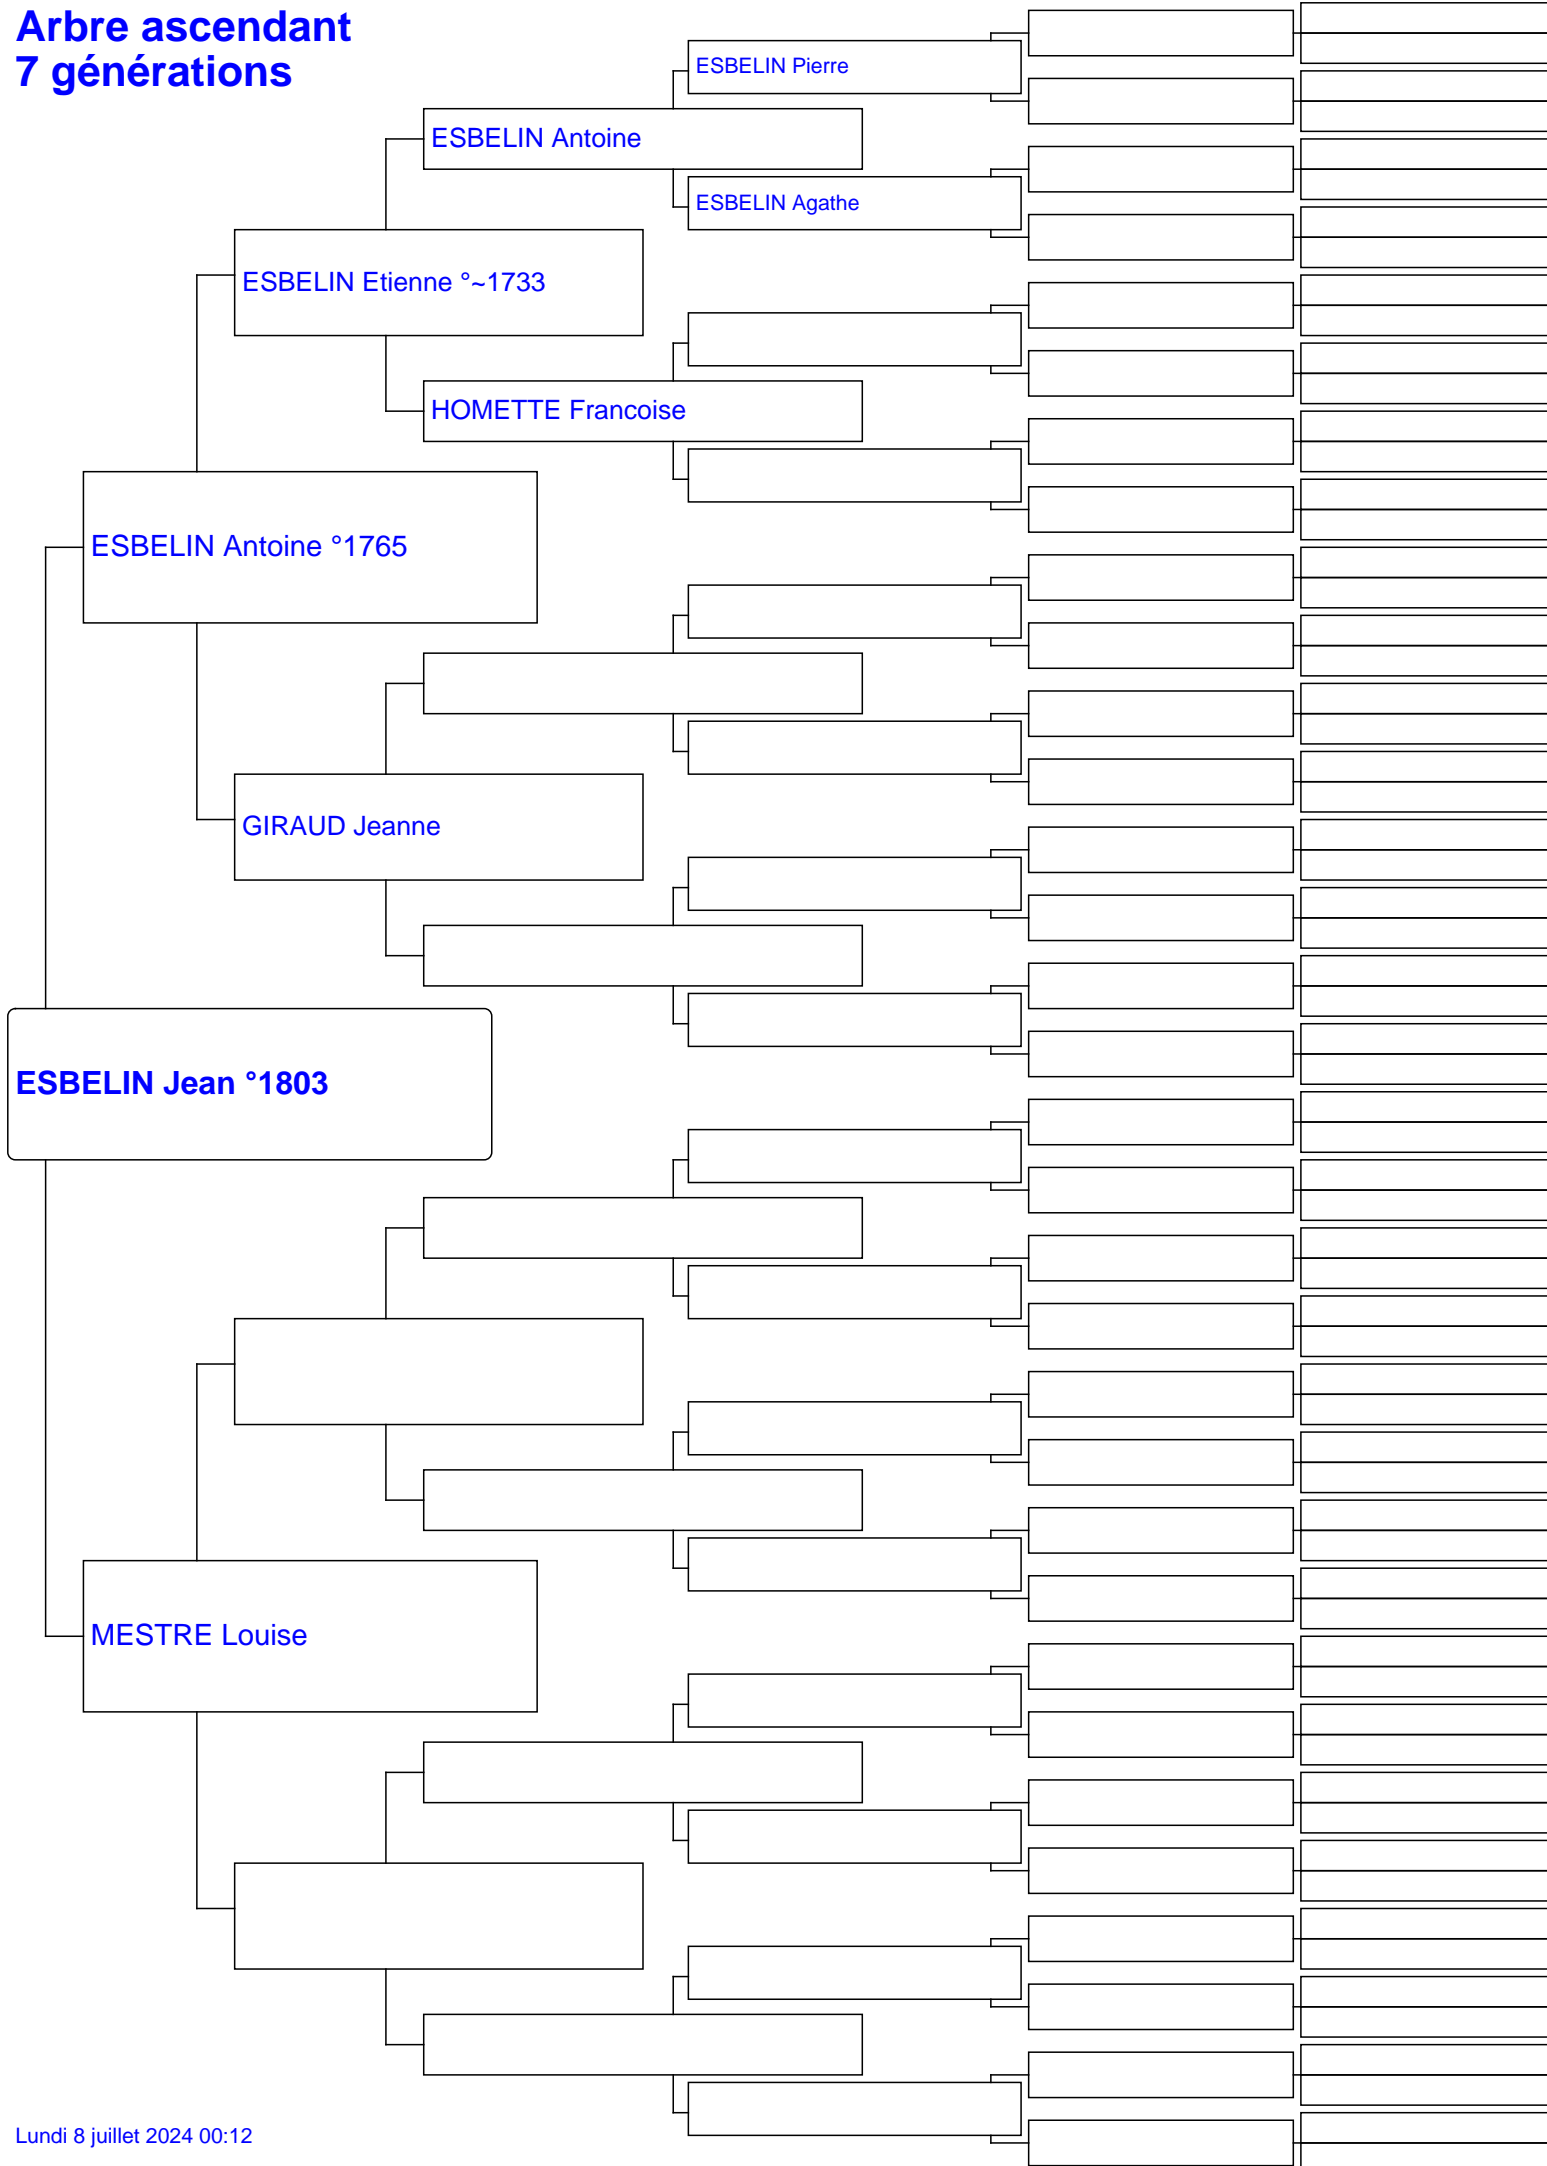 Arbre ascendant
7 générations
ESBELIN Pierre
ESBELIN Antoine
ESBELIN Agathe
ESBELIN Etienne °~1733
HOMETTE Francoise
ESBELIN Antoine °1765
GIRAUD Jeanne
ESBELIN Jean °1803
MESTRE Louise
Lundi 8 juillet 2024 00:12